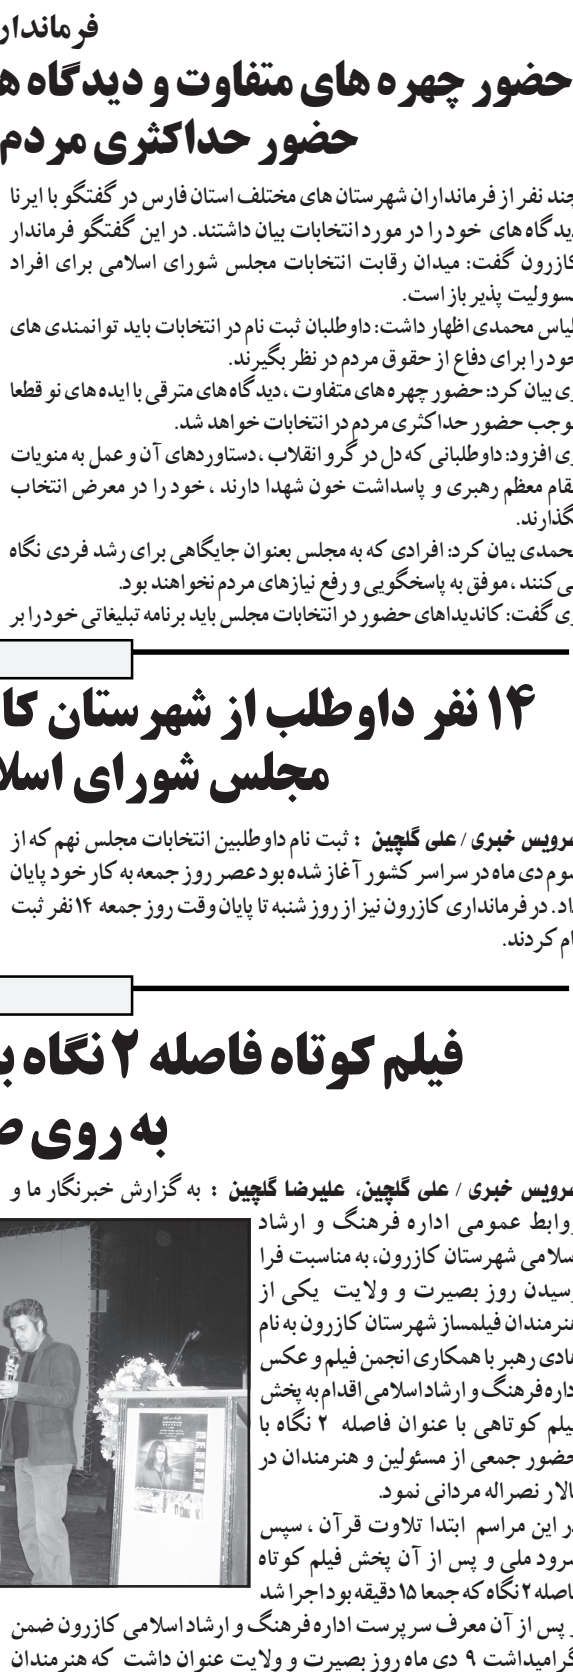 فرماندار
حضور چهره های متفاوت و دیدگاه ه
حضور حداکثری مردم
چند نفر از فرمانداران شهرستان های مختلف استان فارس در گفتگو با ایرنا
دیدگاه های خود را در مورد انتخابات بیان داشتند. در این گفتگو فرماندار
کازرون گفت: میدان رقابت انتخابات مجلس شورای اسلامی برای افراد
مسوولیت پذیر باز است.
الیاس محمدی اظهار داشت: داوطلبان ثبت نام در انتخابات باید توانمندی های
خود را برای دفاع از حقوق مردم در نظر بگیرند.
وی بیان کرد: حضور چهره های متفاوت ، دیدگاه های مترقی با ایده های نو قطعا
موجب حضور حداکثری مردم در انتخابات خواهد شد.
وی افزود: داوطلبانی که دل در گرو انقلاب ، دستاوردهای آن و عمل به منویات
مقام معظم رهبری و پاسداشت خون شهدا دارند ، خود را در معرض انتخاب
بگذارند.
محمدی بیان کرد: افرادی که به مجلس بعنوان جایگاهی برای رشد فردی نگاه
می کنند ، موفق به پاسخگویی و رفع نیازهای مردم نخواهند بود.
وی گفت: کاندیداهای حضور در انتخابات مجلس باید برنامه تبلیغاتی خود را بر
۱۴ نفر داوطلب از شهرستان کا
مجلس شورای اسلا
سرویس خبری / علی گلچین : ثبت نام داوطلبین انتخابات مجلس نهم که از
سوم دی ماه در سراسر کشور آغاز شده بود عصر روز جمعه به کار خود پایان
داد. در فرمانداری کازرون نیز از روز شنبه تا پایان وقت روز جمعه ۱۴ نفر ثبت
نام کردند.
فیلم کوتاه فاصله ۲ نگاه ب
به روی ص
سرویس خبری / علی گلچین، علیرضا گلچین : به گزارش خبرنگار ما و
روابط عمومی اداره فرهنگ و ارشاد
اسلامی شهرستان کازرون، به مناسبت فرا
رسیدن روز بصیرت و ولایت یکی از
هنرمندان فیلمساز شهرستان کازرون به نام
هادی رهبر با همکاری انجمن فیلم و عکس
اداره فرهنگ و ارشاد اسلامی اقدام به پخش
فیلم کوتاهی با عنوان فاصله ۲ نگاه با
حضور جمعی از مسئولین و هنرمندان در
تالار نصراله مردانی نمود.
در این مراسم ابتدا تلاوت قرآن ، سپس
سرود ملی و پس از آن پخش فیلم کوتاه
فاصله ۲ نگاه که جمعا ۱۵ دقیقه بود اجرا شد
و پس از آن معرف سرپرست اداره فرهنگ و ارشاد اسلامی کازرون ضمن
گرامیداشت ۹ دی ماه روز بصیرت و ولایت عنوان داشت که هنرمندان